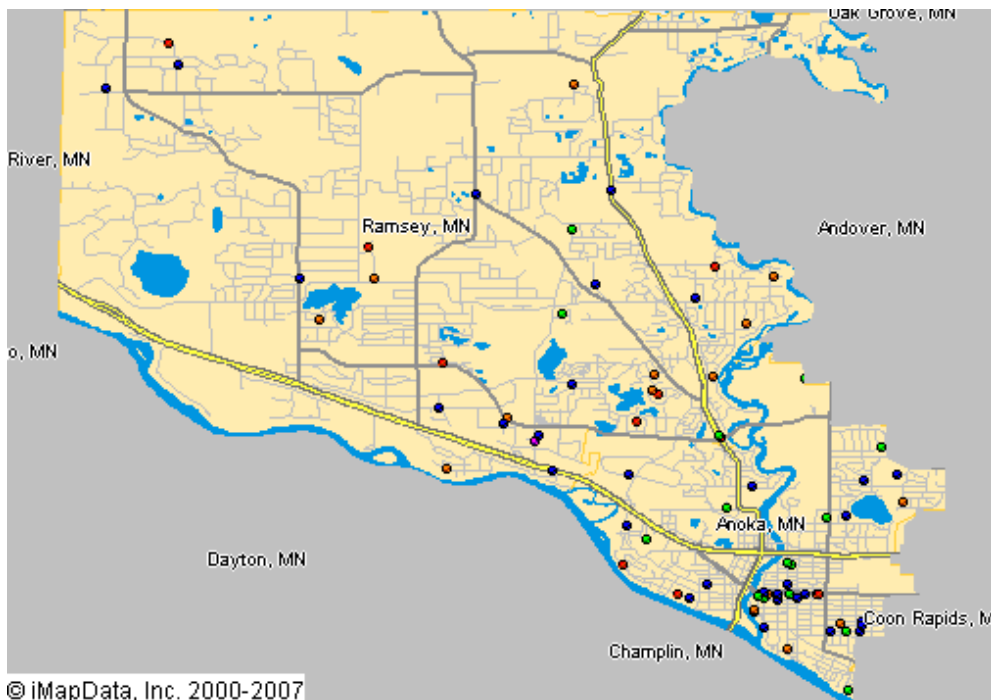 Oak Grove, MN
River, MN
Ramsey, MN
Andover, MN
o, MN
Anoka, MN
Dayton, MN
Coon Rapids, M
Champlin, MN
© iMapData, Inc. 2000-2007